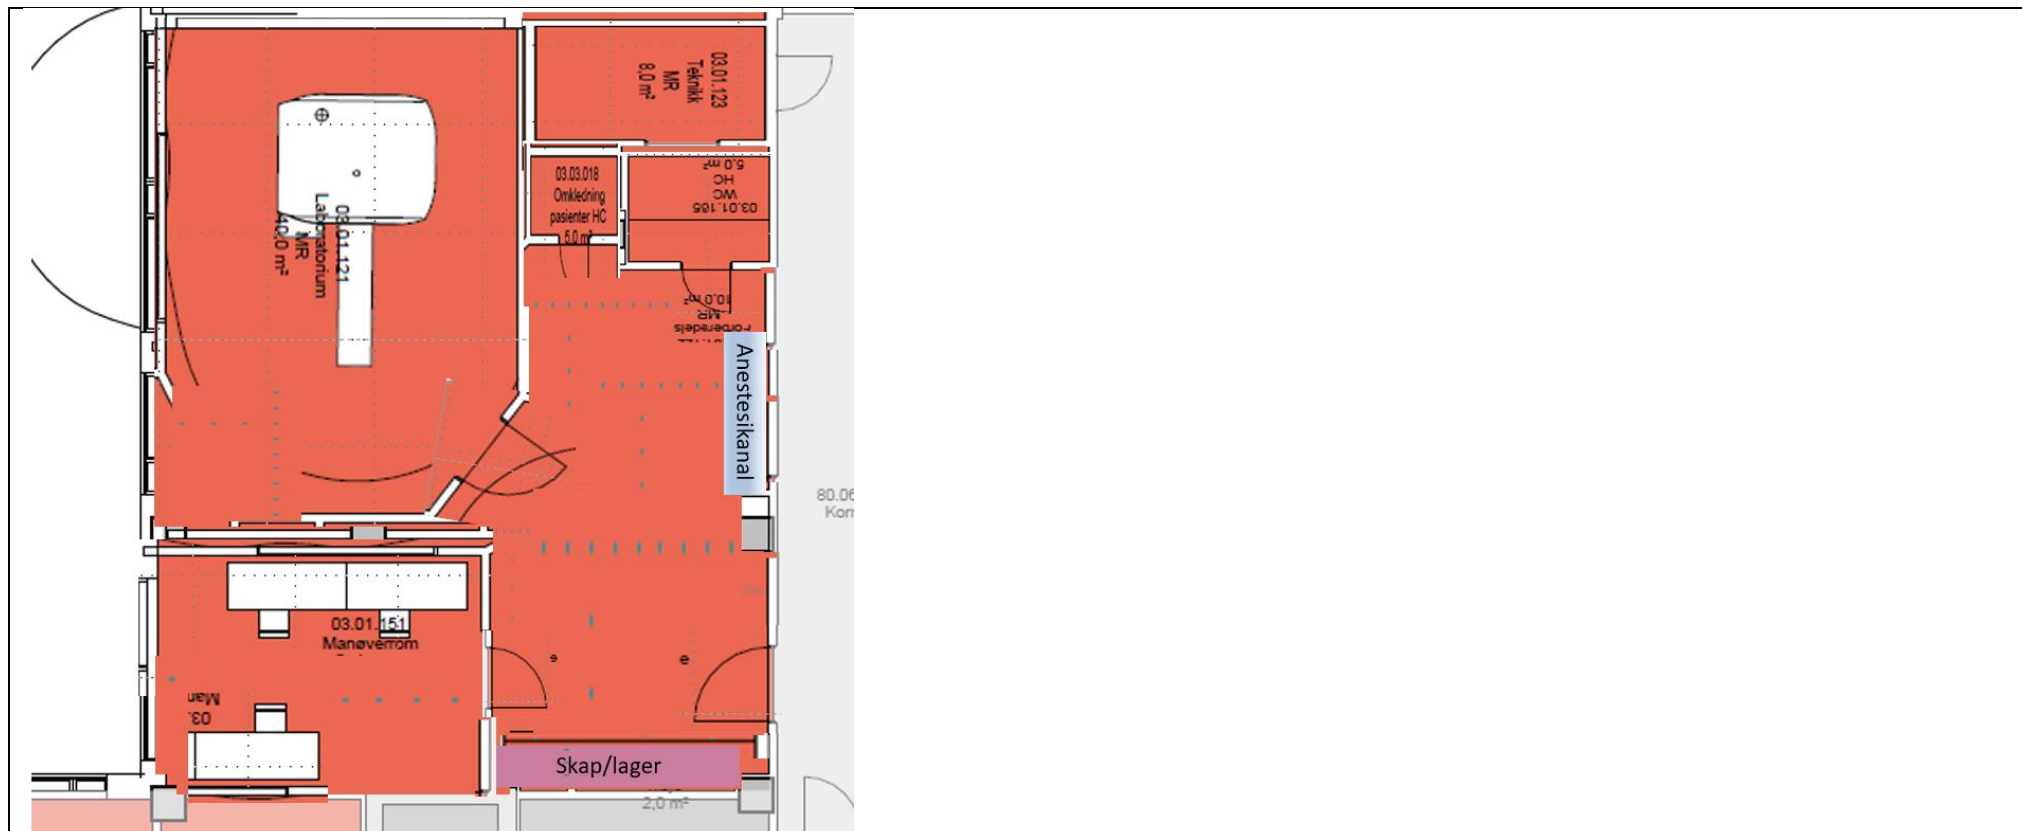 03.01.123
Teknikk
MR
8,0 m²
03.03.018
Omkledning
pasienter HC
5.0 m²
03.01.165
WC
HC
5.0 m²
03.01.121
Laboratorium
MR
40,0 m²
MR
10,0 m²
Anestesikanal
80.06
Kor
03.01.151
Manøverrom
Man
03.
e
e
Skap/lager
2,0 m²